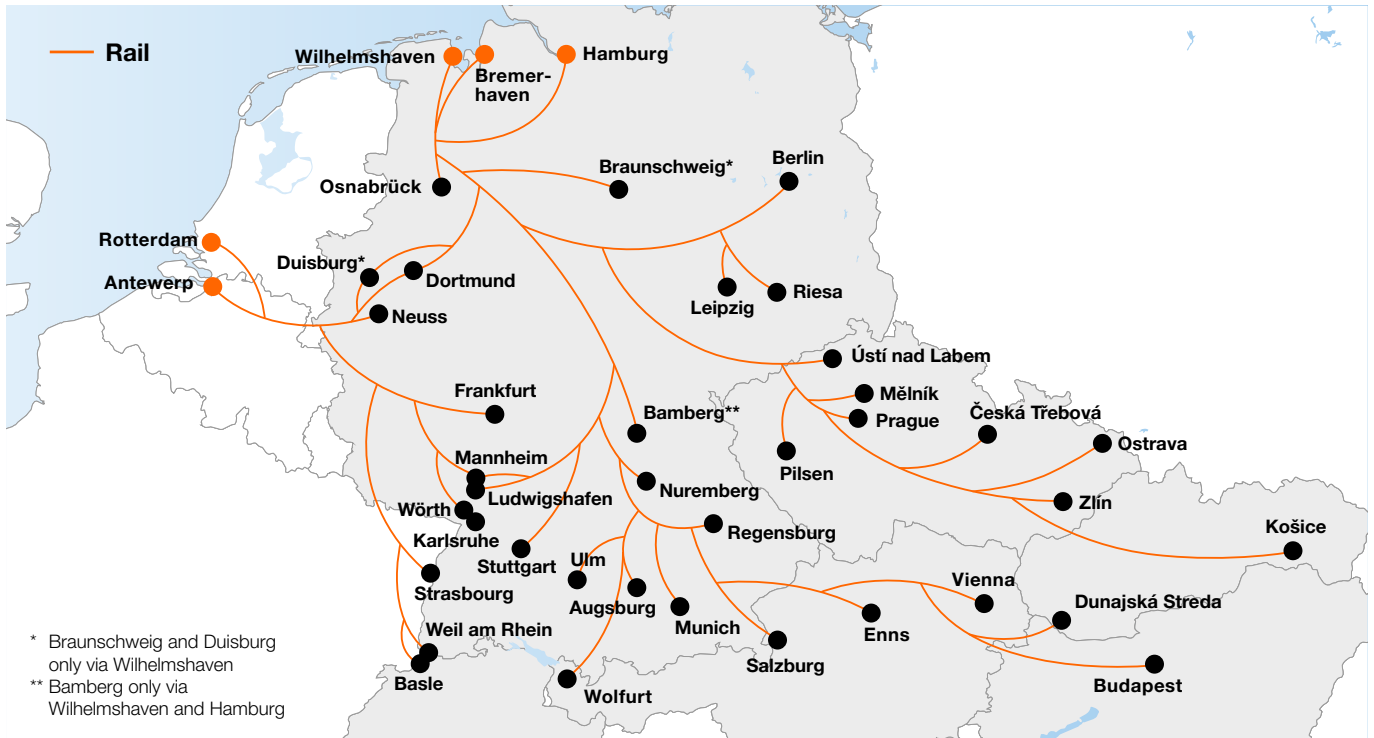 Rail
Wilhelmshaven
Bremer-
haven
Hamburg
Osnabrück
Braunschweig*
Berlin
Rotterdam
Antewerp
Duisburg*
Dortmund
Neuss
Leipzig
Riesa
Ústí nad Labem
Mělník
Prague
Česká Třebová
Ostrava
Pilsen
Zlín
Košice
Frankfurt
Bamberg**
Mannheim
Ludwigshafen
Wörth
Karlsruhe
Nuremberg
Regensburg
Stuttgart
Ulm
Strasbourg
Augsburg
Munich
Vienna
Dunajská Streda
Enns
Weil am Rhein
Salzburg
Basle
Wolfurt
Budapest
* Braunschweig and Duisburg
only via Wilhelmshaven
** Bamberg only via
Wilhelmshaven and Hamburg